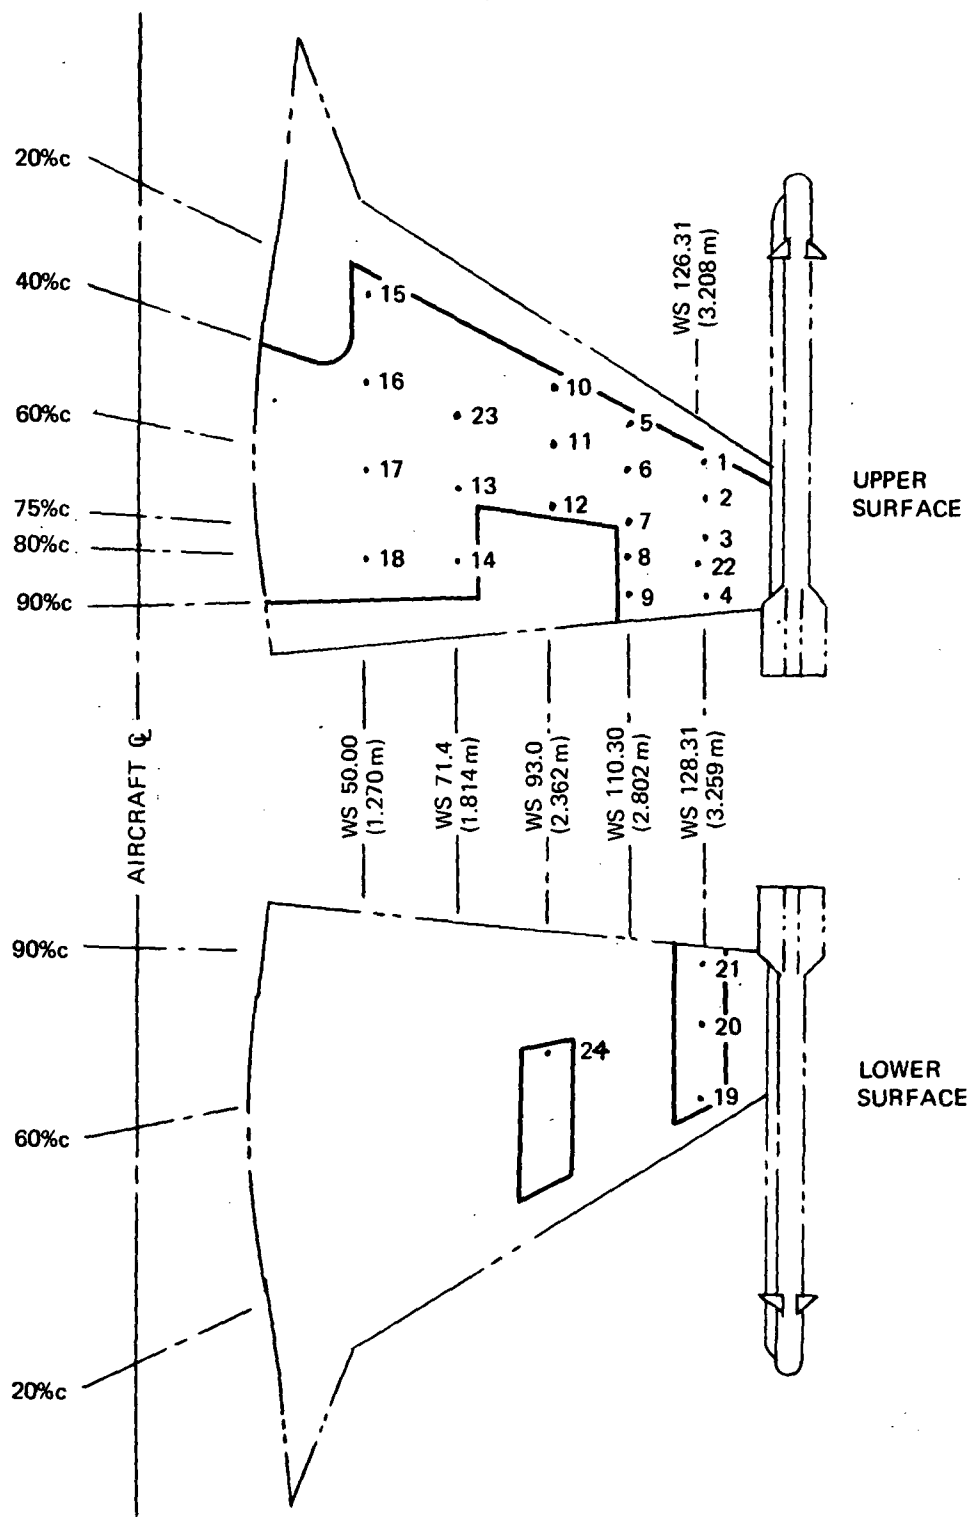 20%c
40%c
60%c
75%c
80%c
90%c
WS 126.31
(3.208 m)
15
16
10
23
5
11
1
17
6
2
13
12
7
3
18
14
8
22
9
4
UPPER
SURFACE
AIRCRAFT ℄
WS 50.00
(1.270 m)
WS 71.4
(1.814 m)
WS 93.0
(2.362 m)
WS 110.30
(2.802 m)
WS 128.31
(3.259 m)
90%c
60%c
20%c
21
20
24
19
LOWER
SURFACE